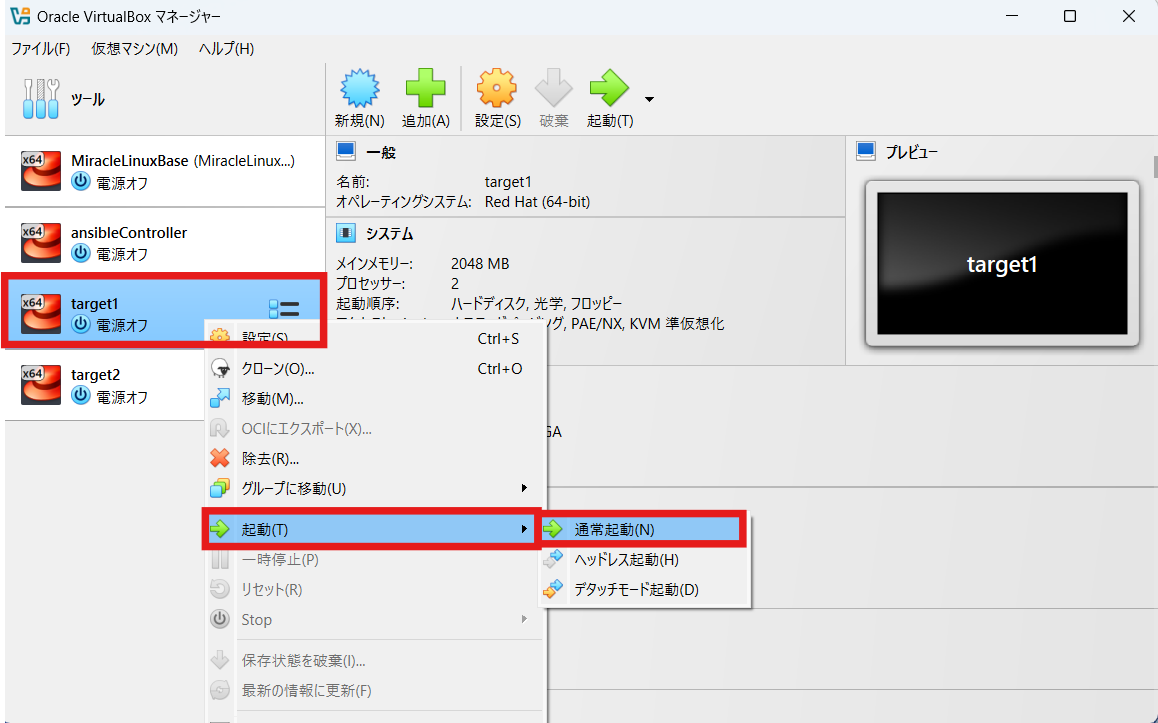 Oracle VirtualBox マネージャー
ファイル(F) 仮想マシン(M) ヘルプ(H)
ツール
新規(N) 追加(A) 設定(S) 破棄 起動(T)
x64
MiracleLinuxBase (MiracleLinux...)
電源オフ
x64
ansibleController
電源オフ
x64
target1
電源オフ
x64
target2
電源オフ
一般
名前: target1
オペレーティングシステム: Red Hat (64-bit)
システム
メインメモリー: 2048 MB
プロセッサー: 2
起動順序: ハードディスク, 光学, フロッピー
, PAE/NX, KVM 準仮想化
GA
プレビュー
target1
設定(S) Ctrl+S
クローン(O)... Ctrl+O
移動(M)...
OCIにエクスポート(X)...
除去(R)...
グループに移動(U)
起動(T)
一時停止(P)
リセット(R)
Stop
保存状態を破棄(I)...
最新の情報に更新(F)
通常起動(N)
ヘッドレス起動(H)
デタッチモード起動(D)